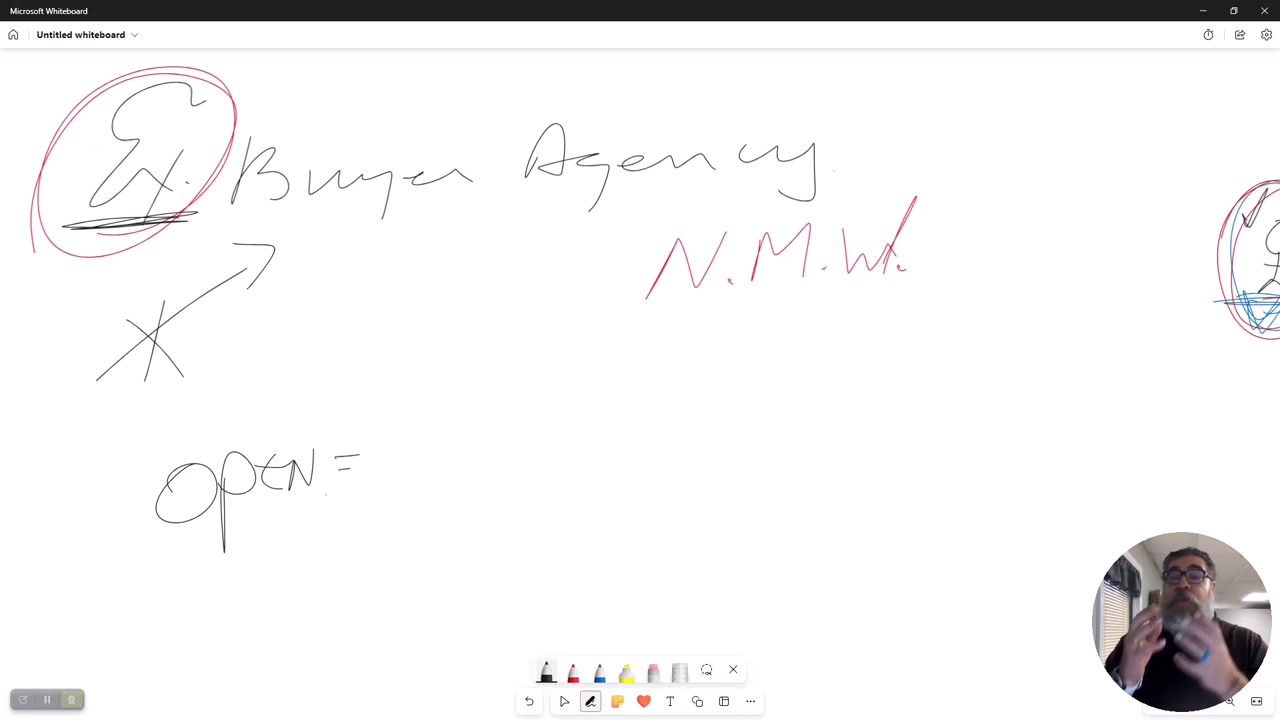 Microsoft Whiteboard
Untitled whiteboard
Ex. Buyer Agency
N.M.W.
OPEN =